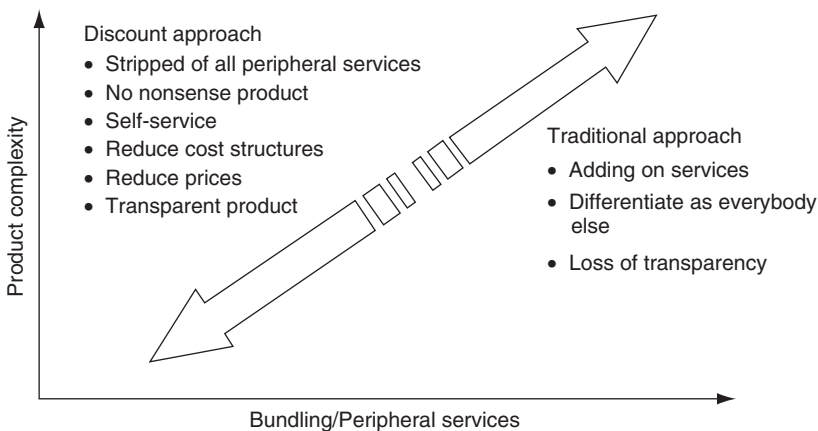 Product complexity
Discount approach
• Stripped of all peripheral services
• No nonsense product
• Self-service
• Reduce cost structures
• Reduce prices
• Transparent product
Traditional approach
• Adding on services
• Differentiate as everybody
else
• Loss of transparency
Bundling/Peripheral services